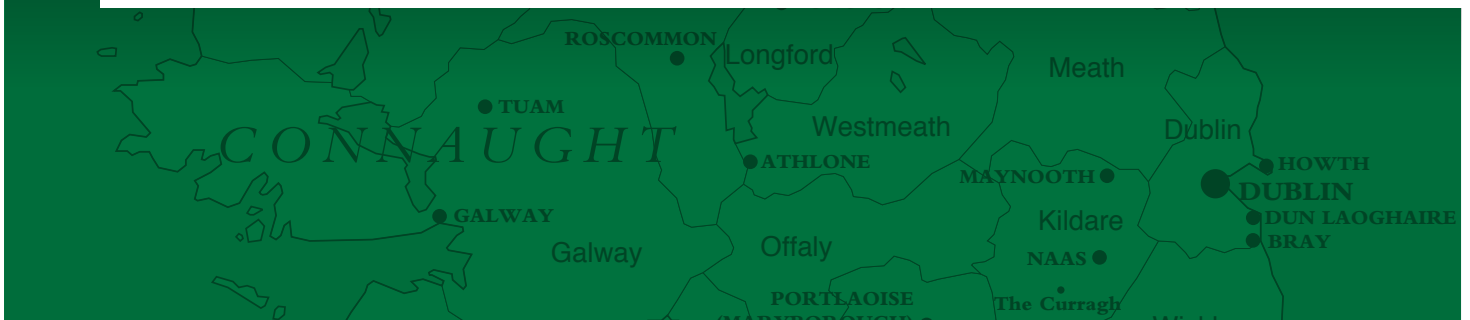 ROSCOMMON
Longford
Meath
TUAM
Westmeath
Dublin
CONNAUGHT
ATHLONE
HOWTH
MAYNOOTH
DUBLIN
GALWAY
DUN LAOGHAIRE
Kildare
BRAY
Galway
Offaly
NAAS
PORTLAOISE
The Curragh
(MARYBOROUGH)